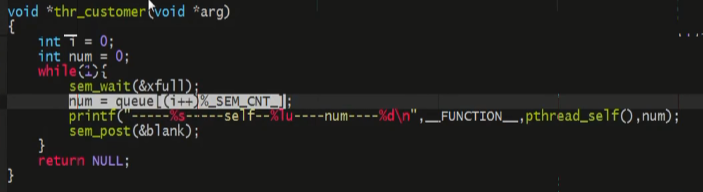 void *thr_customer(void *arg)
{
    int i = 0;
    int num = 0;
    while(1){
        sem_wait(&xfull);
        num = queue[(i++)%_SEM_CNT_];
        printf("-----%s-----self--%lu----num----%d\n",__FUNCTION__,pthread_self(),num);
        sem_post(&blank);
    }
    return NULL;
}